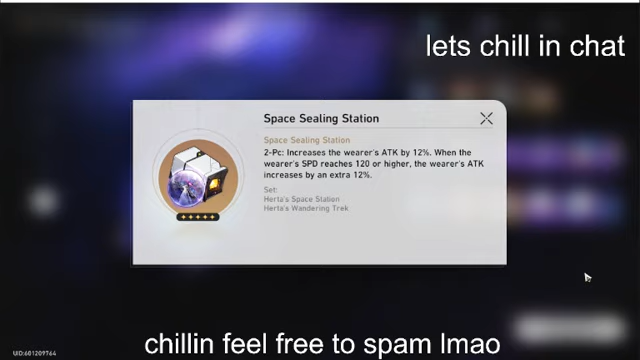 lets chill in chat
Space Sealing Station
Space Sealing Station
2-Pc: Increases the wearer's ATK by 12%. When the
wearer's SPD reaches 120 or higher, the wearer's ATK
increases by an extra 12%.
Set:
Herta's Space Station
Herta's Wandering Trek
chillin feel free to spam lmao
UID:601209764